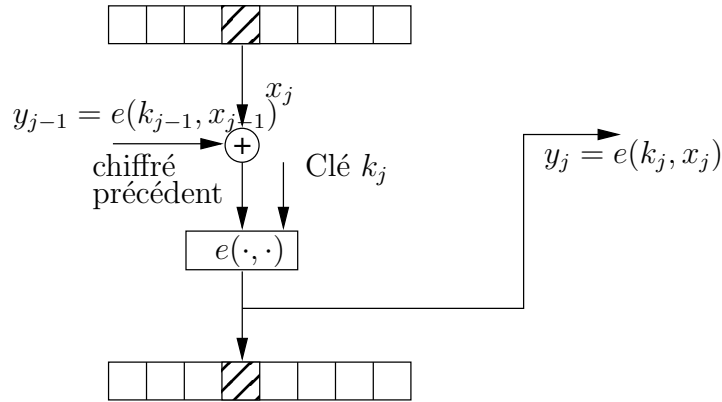 x_j
y_{j-1} = e(k_{j-1}, x_{j-1})
+
chiffré
précédent
Clé k_j
y_j = e(k_j, x_j)
e(·, ·)